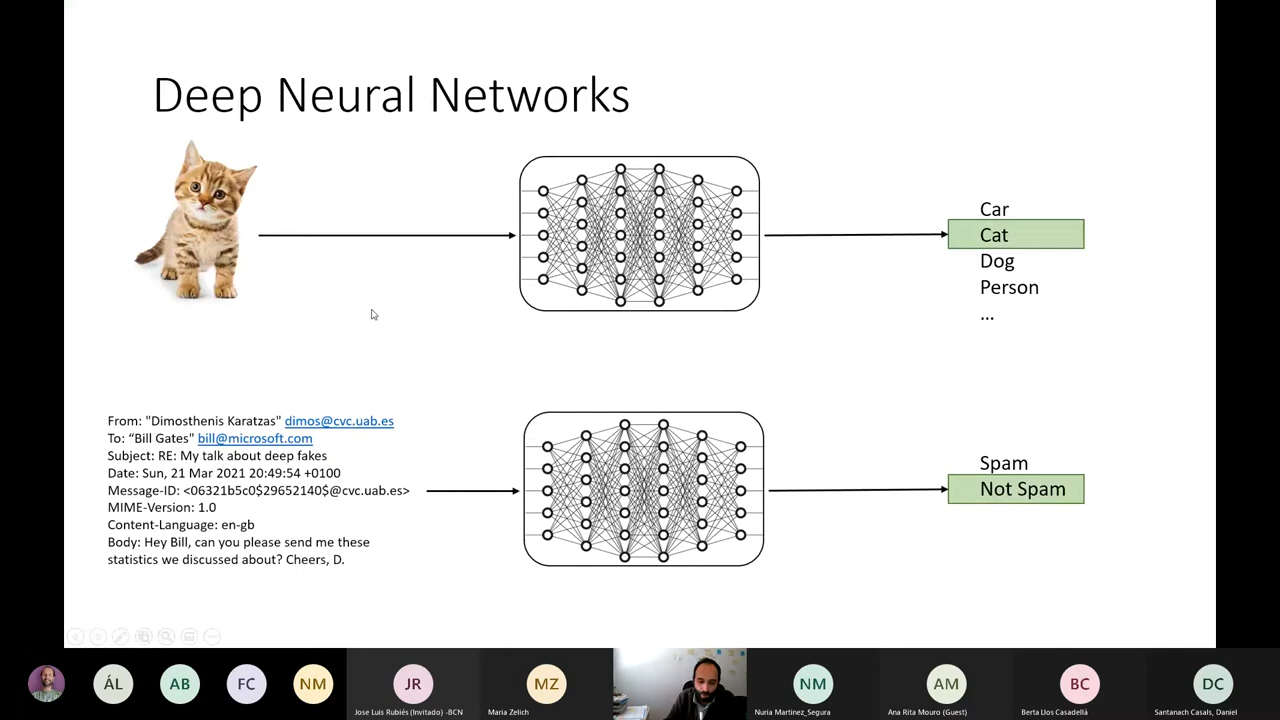 Deep Neural Networks
Car
Cat
Dog
Person
...
From: "Dimosthenis Karatzas" dimos@cvc.uab.es
To: “Bill Gates" bill@microsoft.com
Subject: RE: My talk about deep fakes
Date: Sun, 21 Mar 2021 20:49:54 +0100
Message-ID: <06321b5c0$29652140$@cvc.uab.es>
MIME-Version: 1.0
Content-Language: en-gb
Body: Hey Bill, can you please send me these
statistics we discussed about? Cheers, D.
Spam
Not Spam
ÁL
AB
FC
NM
JR
MZ
NM
AM
BC
DC
Jose Luis Rubiés (Invitado) -BCN
Maria Zelich
Nuria Martinez_Segura
Ana Rita Mouro (Guest)
Berta Llos Casadellà
Santanach Casals, Daniel